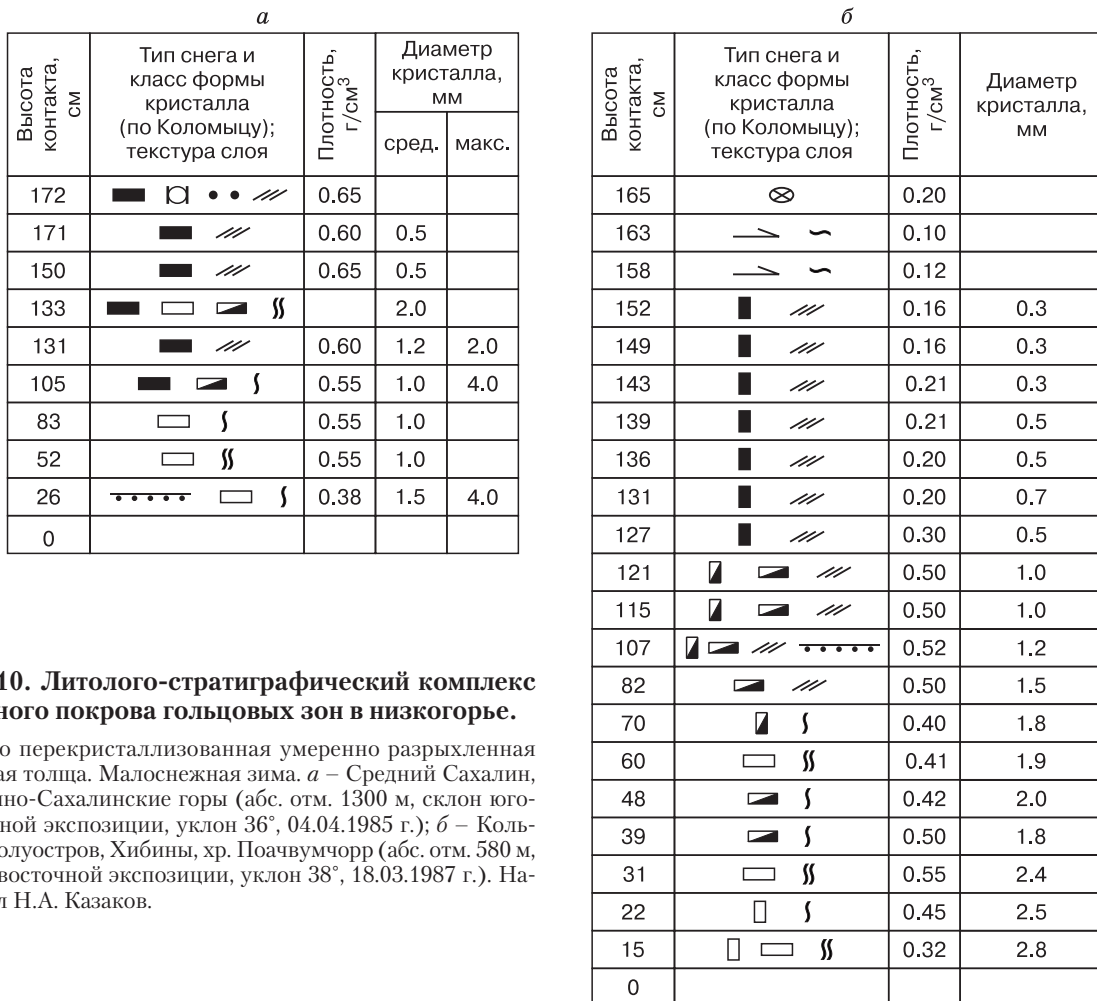 а
Высота контакта, см | Тип снега и класс формы кристалла (по Коломыцу); текстура слоя | Плотность, г/см³ | Диаметр кристалла, мм
сред. | макс.
172 0.65
171 0.60 0.5
150 0.65 0.5
133 2.0
131 0.60 1.2 2.0
105 0.55 1.0 4.0
83 0.55 1.0
52 0.55 1.0
26 0.38 1.5 4.0
0
10. Литолого-стратиграфический комплекс
ного покрова гольцовых зон в низкогорье.
о перекристаллизованная умеренно разрыхленная
ая толща. Малоснежная зима. а – Средний Сахалин,
но-Сахалинские горы (абс. отм. 1300 м, склон юго-
ной экспозиции, уклон 36°, 04.04.1985 г.); б – Коль-
олуостров, Хибины, хр. Поачвумчорр (абс. отм. 580 м,
восточной экспозиции, уклон 38°, 18.03.1987 г.). На-
л Н.А. Казаков.
б
Высота контакта, см | Тип снега и класс формы кристалла (по Коломыцу); текстура слоя | Плотность, г/см³ | Диаметр кристалла, мм
165 0.20
163 0.10
158 0.12
152 0.16 0.3
149 0.16 0.3
143 0.21 0.3
139 0.21 0.5
136 0.20 0.5
131 0.20 0.7
127 0.30 0.5
121 0.50 1.0
115 0.50 1.0
107 0.52 1.2
82 0.50 1.5
70 0.40 1.8
60 0.41 1.9
48 0.42 2.0
39 0.50 1.8
31 0.55 2.4
22 0.45 2.5
15 0.32 2.8
0